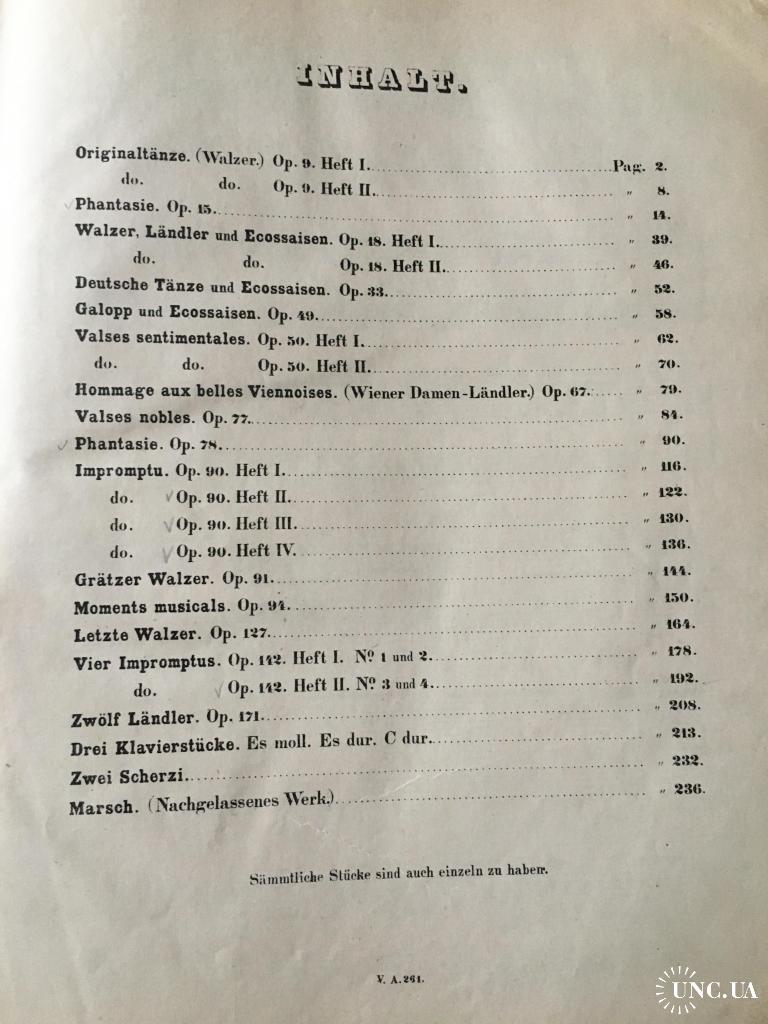 INHALT.
Originaltänze. (Walzer.) Op. 9. Heft I. Pag. 2.
do. do. Op. 9. Heft II. „ 8.
Phantasie. Op. 15. „ 14.
Walzer, Ländler und Ecossaisen. Op. 18. Heft I. „ 39.
do. do. Op. 18. Heft II. „ 46.
Deutsche Tänze und Ecossaisen. Op. 33. „ 52.
Galopp und Ecossaisen. Op. 49. „ 58.
Valses sentimentales. Op. 50. Heft I. „ 62.
do. do. Op. 50. Heft II. „ 70.
Hommage aux belles Viennoises. (Wiener Damen-Ländler.) Op. 67. „ 79.
Valses nobles. Op. 77. „ 84.
Phantasie. Op. 78. „ 90.
Impromptu. Op. 90. Heft I. „ 116.
do. Op. 90. Heft II. „ 122.
do. Op. 90. Heft III. „ 130.
do. Op. 90. Heft IV. „ 136.
Grätzer Walzer. Op. 91. „ 144.
Moments musicals. Op. 94. „ 150.
Letzte Walzer. Op. 127. „ 164.
Vier Impromptus. Op. 142. Heft I. No. 1 und 2. „ 178.
do. Op. 142. Heft II. No. 3 und 4. „ 192.
Zwölf Ländler. Op. 171. „ 208.
Drei Klavierstücke. Es moll. Es dur. C dur. „ 213.
Zwei Scherzi. „ 232.
Marsch. (Nachgelassenes Werk.) „ 236.
Sämmtliche Stücke sind auch einzeln zu haben.
V. A. 261.
UNC.UA